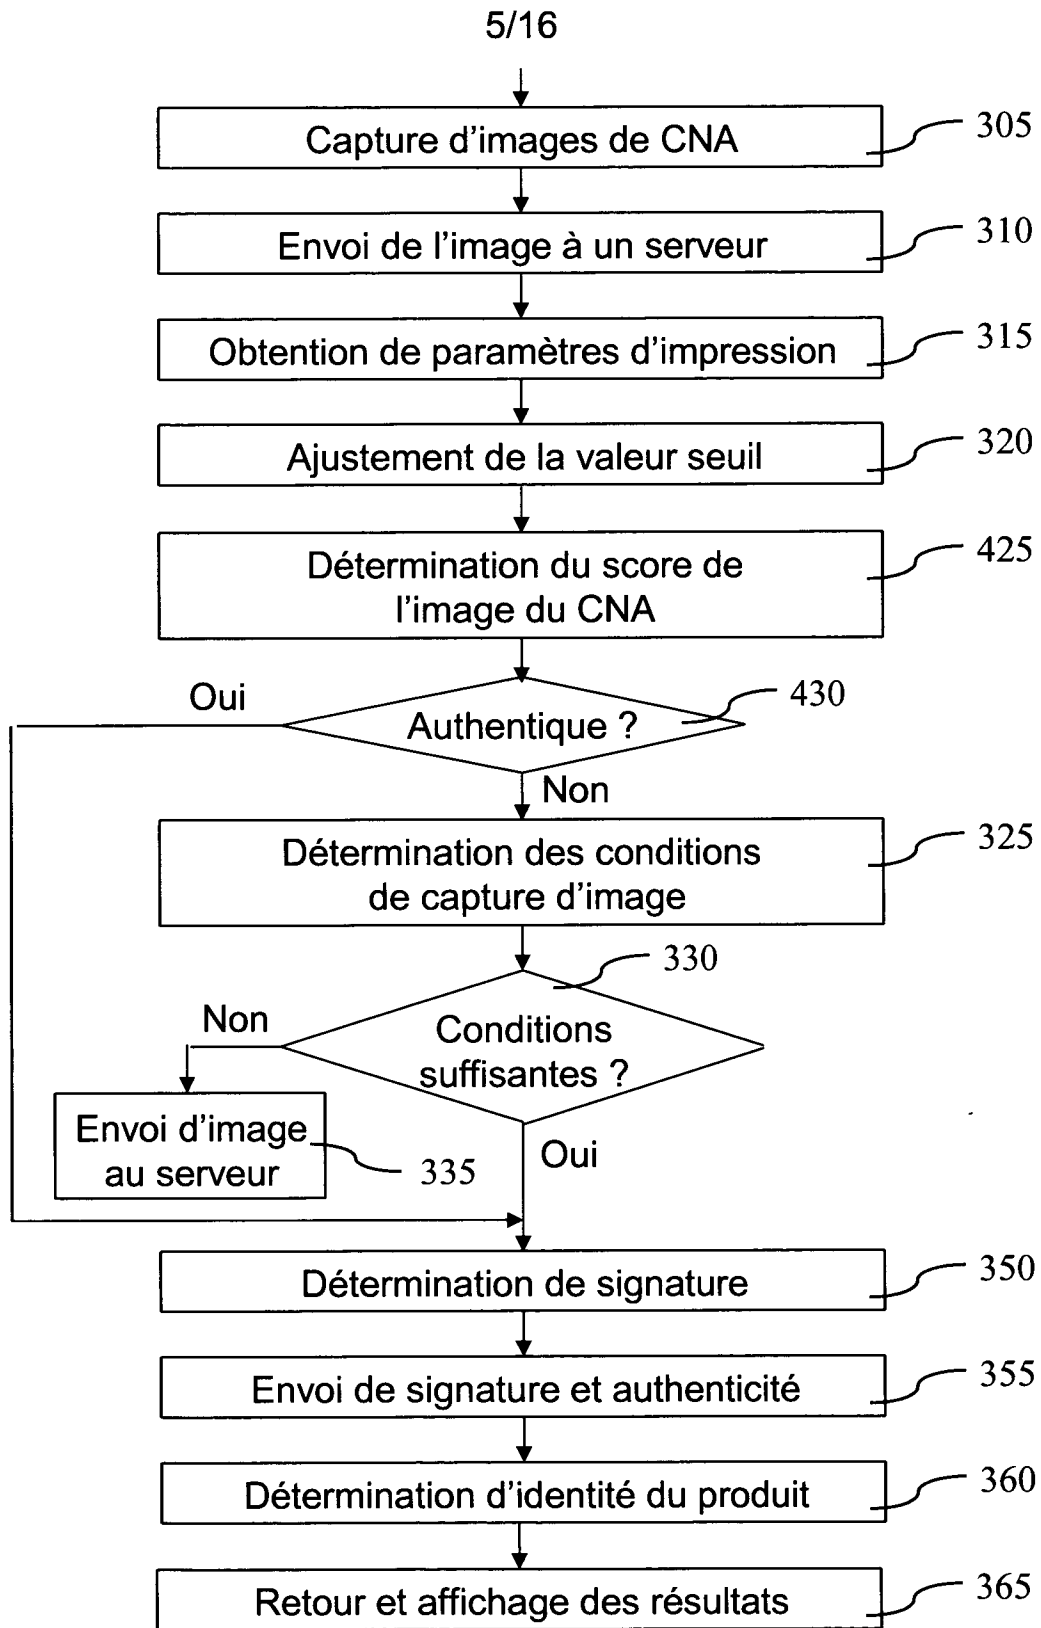 5/16
Capture d’images de CNA
305
Envoi de l’image à un serveur
310
Obtention de paramètres d’impression
315
Ajustement de la valeur seuil
320
Détermination du score de
l’image du CNA
425
Oui
Authentique ?
430
Non
Détermination des conditions
de capture d’image
325
330
Non
Conditions
suffisantes ?
Envoi d’image
au serveur
335
Oui
Détermination de signature
350
Envoi de signature et authenticité
355
Détermination d’identité du produit
360
Retour et affichage des résultats
365